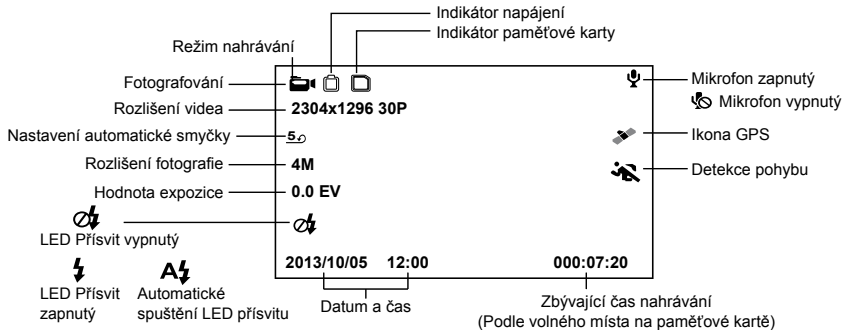 Indikátor napájení
Indikátor paměťové karty
Režim nahrávání
Fotografování
Mikrofon zapnutý
Mikrofon vypnutý
Rozlišení videa
2304x1296 30P
Nastavení automatické smyčky
5
Ikona GPS
Rozlišení fotografie
4M
Detekce pohybu
Hodnota expozice
0.0 EV
LED Přísvit vypnutý
A
LED Přísvit
zapnutý
Automatické
spuštění LED přísvitu
2013/10/05 12:00
000:07:20
Datum a čas
Zbývající čas nahrávání
(Podle volného místa na paměťové kartě)